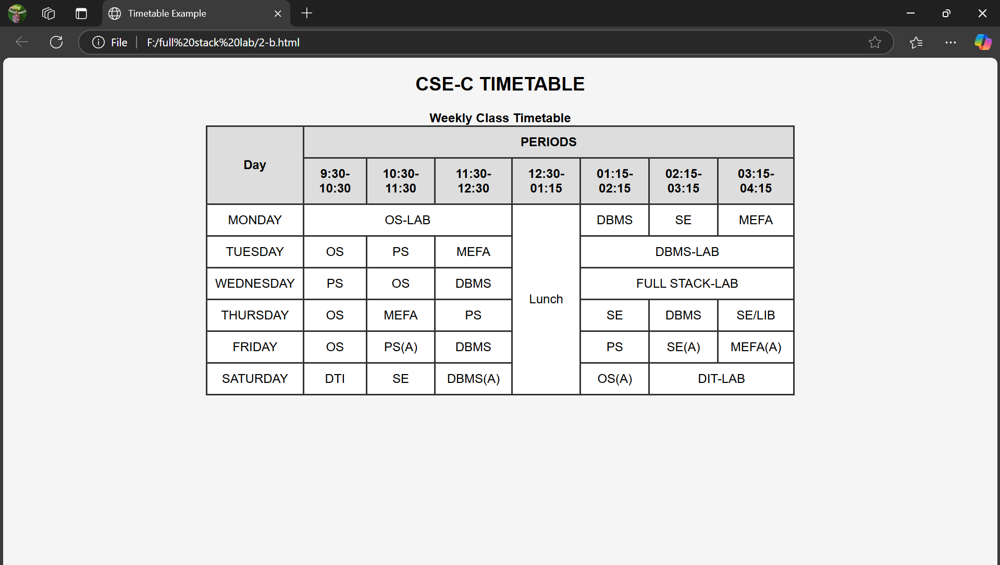 Timetable Example
File
F:/full%20stack%20lab/2-b.html
CSE-C TIMETABLE
Weekly Class Timetable
Day PERIODS
9:30-10:30 10:30-11:30 11:30-12:30 12:30-01:15 01:15-02:15 02:15-03:15 03:15-04:15
MONDAY OS-LAB Lunch DBMS SE MEFA
TUESDAY OS PS MEFA DBMS-LAB
WEDNESDAY PS OS DBMS FULL STACK-LAB
THURSDAY OS MEFA PS SE DBMS SE/LIB
FRIDAY OS PS(A) DBMS PS SE(A) MEFA(A)
SATURDAY DTI SE DBMS(A) OS(A) DIT-LAB